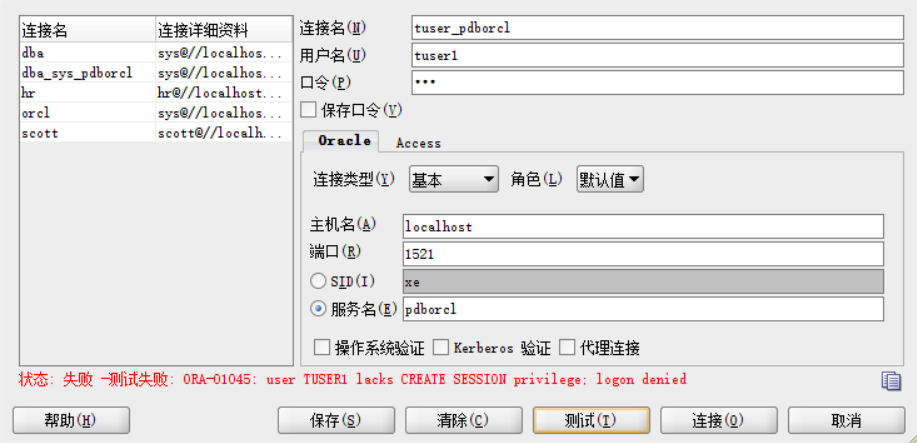 连接名 连接详细资料
dba sys@//localhos...
dba_sys_pdborcl sys@//localhos...
hr hr@//localhost...
orcl sys@//localhos...
scott scott@//localh...
连接名(N) tuser_pdborcl
用户名(U) tuser1
口令(P) •••
保存口令(V)
Oracle Access
连接类型(Y) 基本 角色(L) 默认值
主机名(A) localhost
端口(R) 1521
SID(I) xe
服务名(E) pdborcl
操作系统验证 Kerberos 验证 代理连接
状态: 失败 -测试失败: ORA-01045: user TUSER1 lacks CREATE SESSION privilege; logon denied
帮助(H) 保存(S) 清除(C) 测试(T) 连接(O) 取消